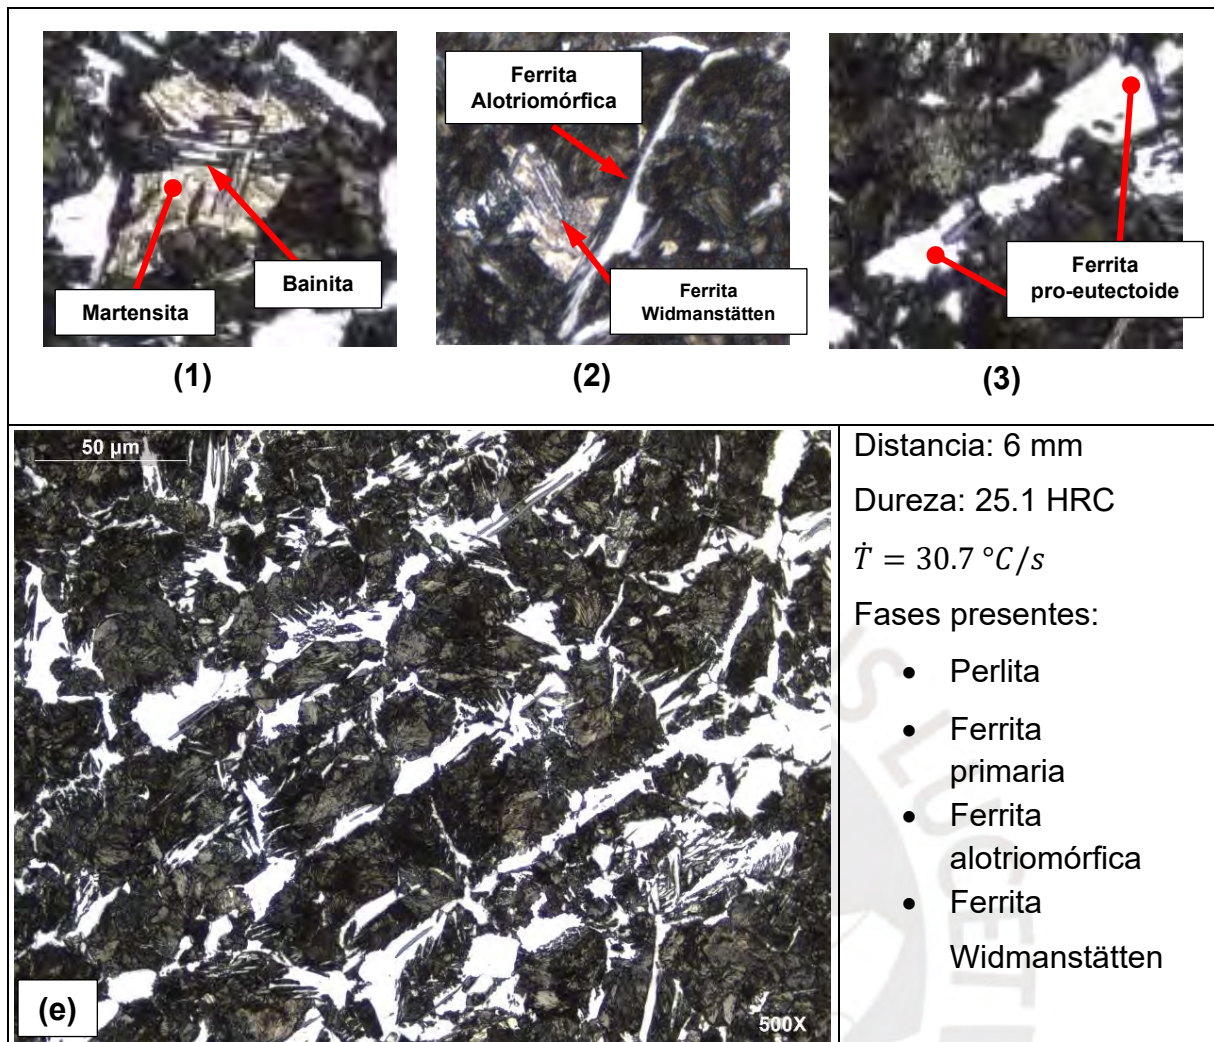 Martensita
Bainita
(1)
Ferrita
Alotriomórfica
Ferrita
Widmanstätten
(2)
Ferrita
pro-eutectoide
(3)
50 µm
(e)
500X
Distancia: 6 mm
Dureza: 25.1 HRC
Ṫ = 30.7 °C/s
Fases presentes:
• Perlita
• Ferrita
primaria
• Ferrita
alotriomórfica
• Ferrita
Widmanstätten